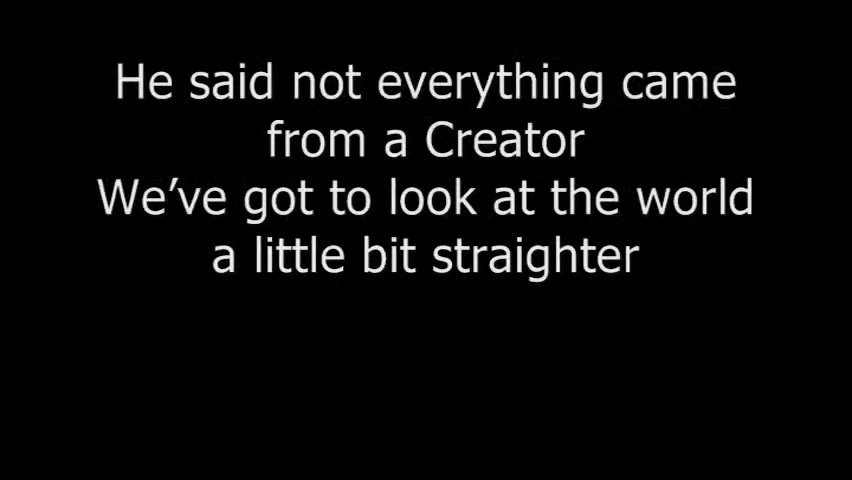 He said not everything came
from a Creator
We’ve got to look at the world
a little bit straighter